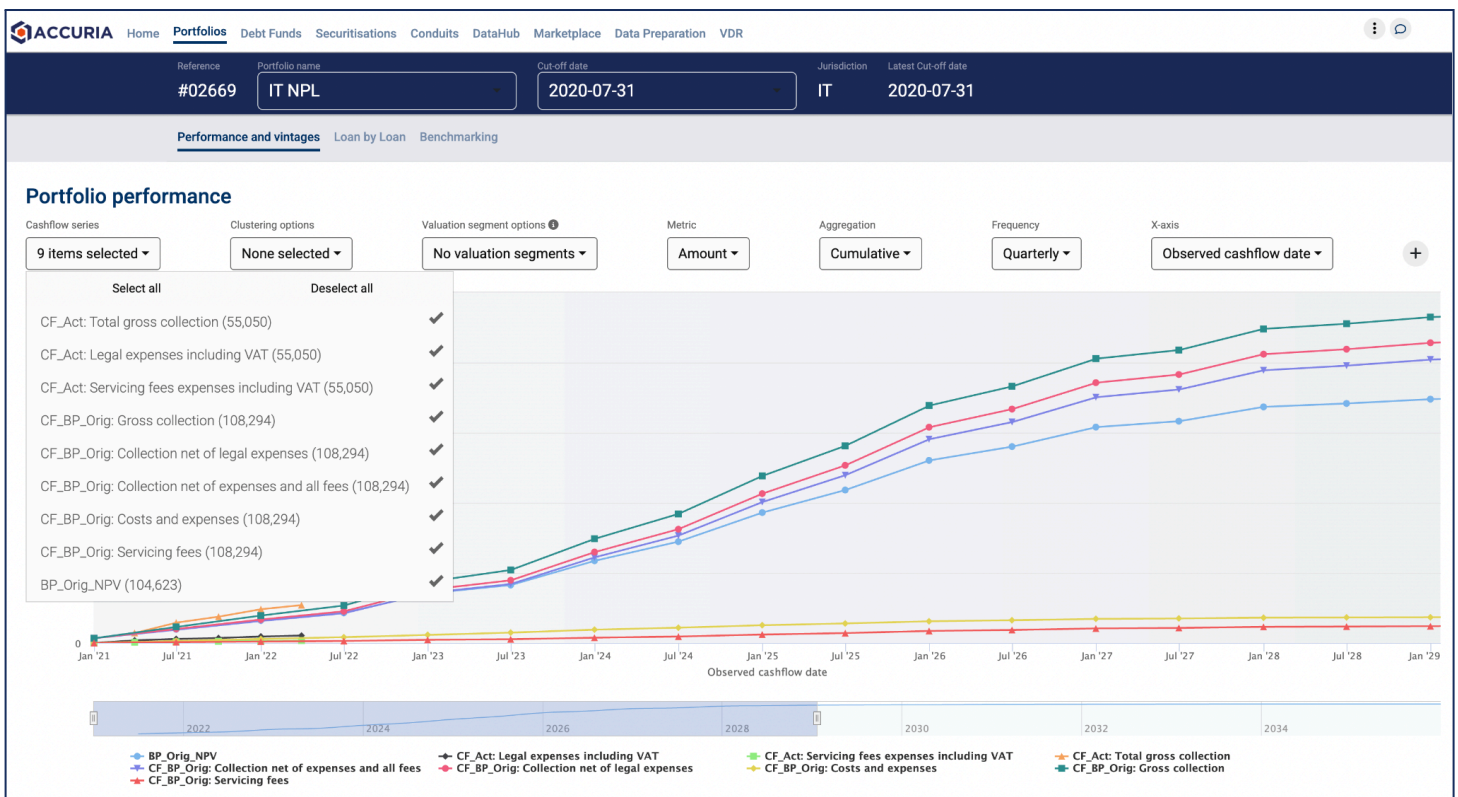 ACCURIA Home Portfolios Debt Funds Securitisations Conduits DataHub Marketplace Data Preparation VDR
Reference Portfolio name Cut-off date Jurisdiction Latest Cut-off date
#02669 IT NPL 2020-07-31 IT 2020-07-31
Performance and vintages Loan by Loan Benchmarking
Portfolio performance
Cashflow series Clustering options Valuation segment options Metric Aggregation Frequency X-axis
9 items selected None selected No valuation segments Amount Cumulative Quarterly Observed cashflow date
Select all Deselect all
CF_Act: Total gross collection (55,050)
CF_Act: Legal expenses including VAT (55,050)
CF_Act: Servicing fees expenses including VAT (55,050)
CF_BP_Orig: Gross collection (108,294)
CF_BP_Orig: Collection net of legal expenses (108,294)
CF_BP_Orig: Collection net of expenses and all fees (108,294)
CF_BP_Orig: Costs and expenses (108,294)
CF_BP_Orig: Servicing fees (108,294)
BP_Orig_NPV (104,623)
0
Jan '21 Jul '21 Jan '22 Jul '22 Jan '23 Jul '23 Jan '24 Jul '24 Jan '25 Jul '25 Jan '26 Jul '26 Jan '27 Jul '27 Jan '28 Jul '28 Jan '29
Observed cashflow date
2022 2024 2026 2028 2030 2032 2034
BP_Orig_NPV CF_Act: Legal expenses including VAT CF_Act: Servicing fees expenses including VAT CF_Act: Total gross collection
CF_BP_Orig: Collection net of expenses and all fees CF_BP_Orig: Collection net of legal expenses CF_BP_Orig: Costs and expenses CF_BP_Orig: Gross collection
CF_BP_Orig: Servicing fees